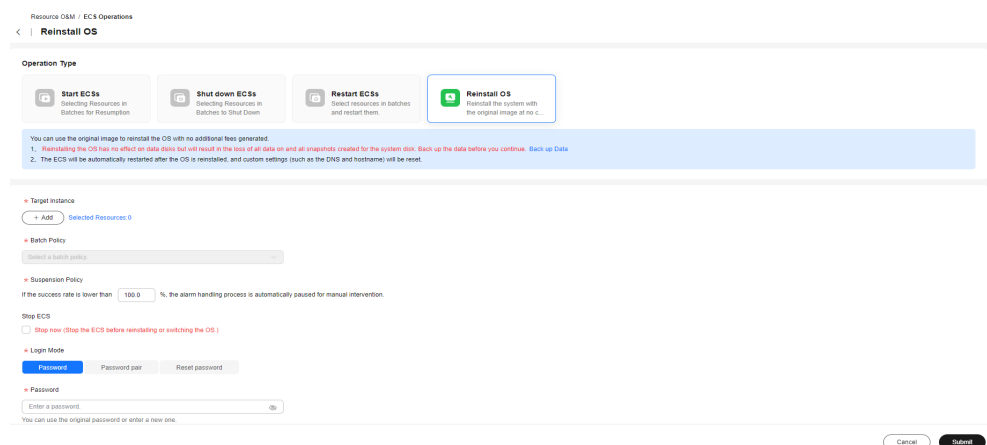 Resource O&M / ECS Operations
Reinstall OS
Operation Type
Start ECSs
Selecting Resources in
Batches for Resumption
Shut down ECSs
Selecting Resources in
Batches to Shut Down
Restart ECSs
Select resources in batches
and restart them.
Reinstall OS
Reinstall the system with
the original image at no c...
You can use the original image to reinstall the OS with no additional fees generated.
1、 Reinstalling the OS has no effect on data disks but will result in the loss of all data on and all snapshots created for the system disk. Back up the data before you continue. Back up Data
2、 The ECS will be automatically restarted after the OS is reinstalled, and custom settings (such as the DNS and hostname) will be reset.
* Target Instance
+ Add Selected Resources:0
* Batch Policy
Select a batch policy.
* Suspension Policy
If the success rate is lower than 100.0 %, the alarm handling process is automatically paused for manual intervention.
Stop ECS
Stop now (Stop the ECS before reinstalling or switching the OS.)
* Login Mode
Password Password pair Reset password
* Password
Enter a password.
You can use the original password or enter a new one.
Cancel Submit